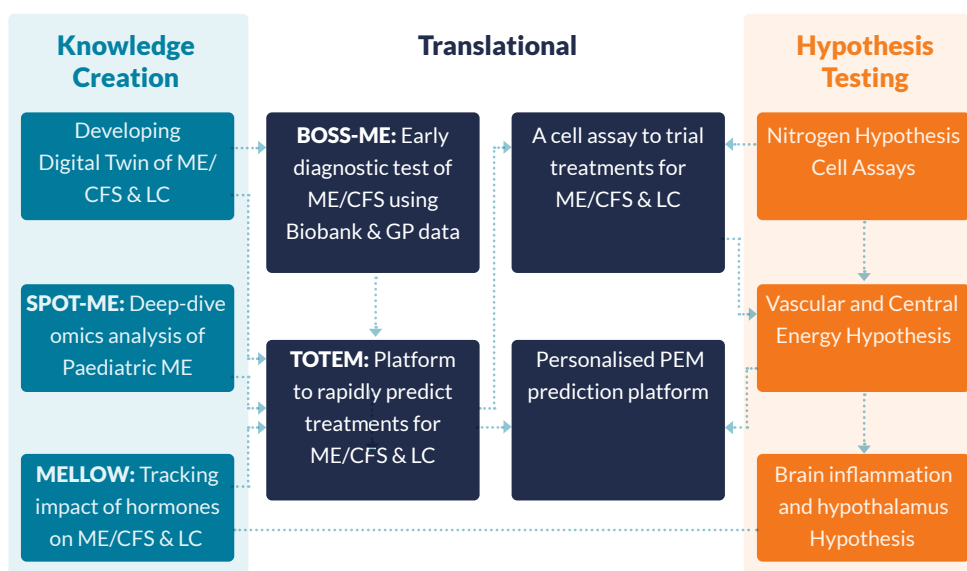 Knowledge
Creation
Translational
Hypothesis
Testing
Developing
Digital Twin of ME/
CFS & LC
BOSS-ME: Early
diagnostic test of
ME/CFS using
Biobank & GP data
A cell assay to trial
treatments for
ME/CFS & LC
Nitrogen Hypothesis
Cell Assays
SPOT-ME: Deep-dive
omics analysis of
Paediatric ME
Vascular and Central
Energy Hypothesis
TOTEM: Platform
to rapidly predict
treatments for
ME/CFS & LC
Personalised PEM
prediction platform
MELLOW: Tracking
impact of hormones
on ME/CFS & LC
Brain inflammation
and hypothalamus
Hypothesis